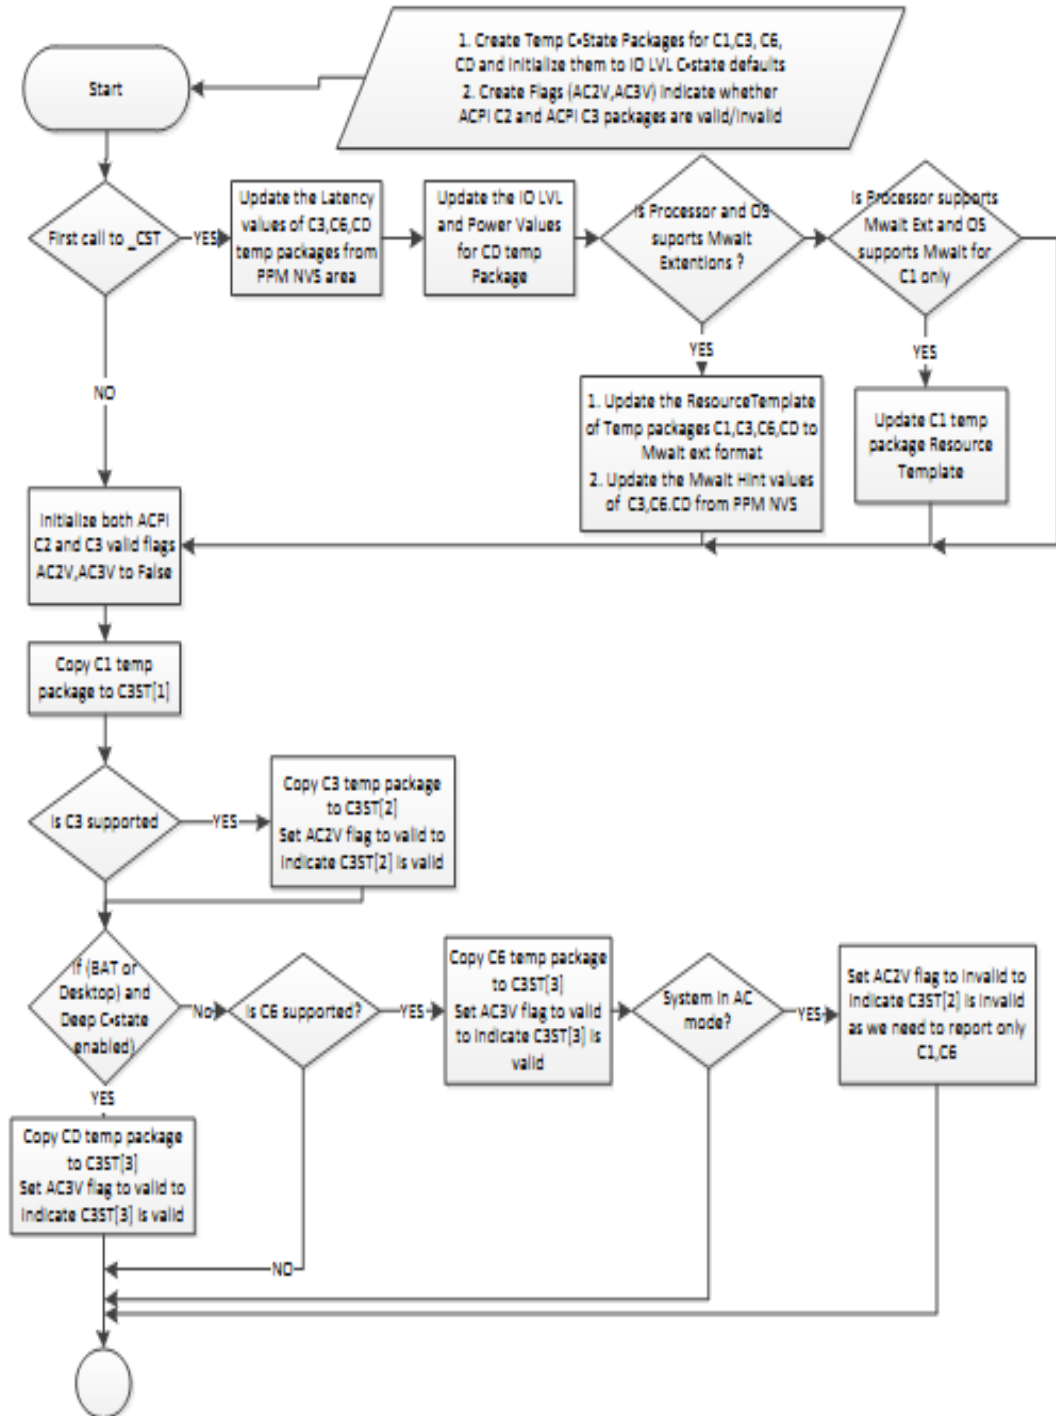 1. Create Temp C-State Packages for C1,C3, C6,
CD and Initialize them to IO LVL C-state defaults
2. Create Flags (AC2V,AC3V) Indicate whether
ACPI C2 and ACPI C3 packages are valid/Invalid
Start
First call to _CST
YES
Update the Latency
values of C3,C6,CD
temp packages from
PPM NVS area
Update the IO LVL
and Power Values
for CD temp
Package
Is Processor and OS
suports Mwait
Extentions ?
Is Processor supports
Mwait Ext and OS
supports Mwait for
C1 only
YES
YES
NO
1. Update the ResourceTemplate
of Temp packages C1,C3,C6,CD to
Mwait ext format
2. Update the Mwait Hint values
of C3,C6.CD from PPM NVS
Update C1 temp
package Resource
Template
Initialize both ACPI
C2 and C3 valid flags
AC2V,AC3V to False
Copy C1 temp
package to C3ST[1]
Is C3 supported
YES
Copy C3 temp package
to C3ST[2]
Set AC2V flag to valid to
Indicate C3ST[2] is valid
If (BAT or
Desktop) and
Deep C-state
enabled)
No
Is C6 supported?
YES
Copy C6 temp package
to C3ST[3]
Set AC3V flag to valid
to Indicate C3ST[3] is
valid
System in AC
mode?
YES
Set AC2V flag to Invalid to
Indicate C3ST[2] is Invalid
as we need to report only
C1,C6
YES
Copy CD temp package
to C3ST[3]
Set AC3V flag to valid to
Indicate C3ST[3] is valid
NO